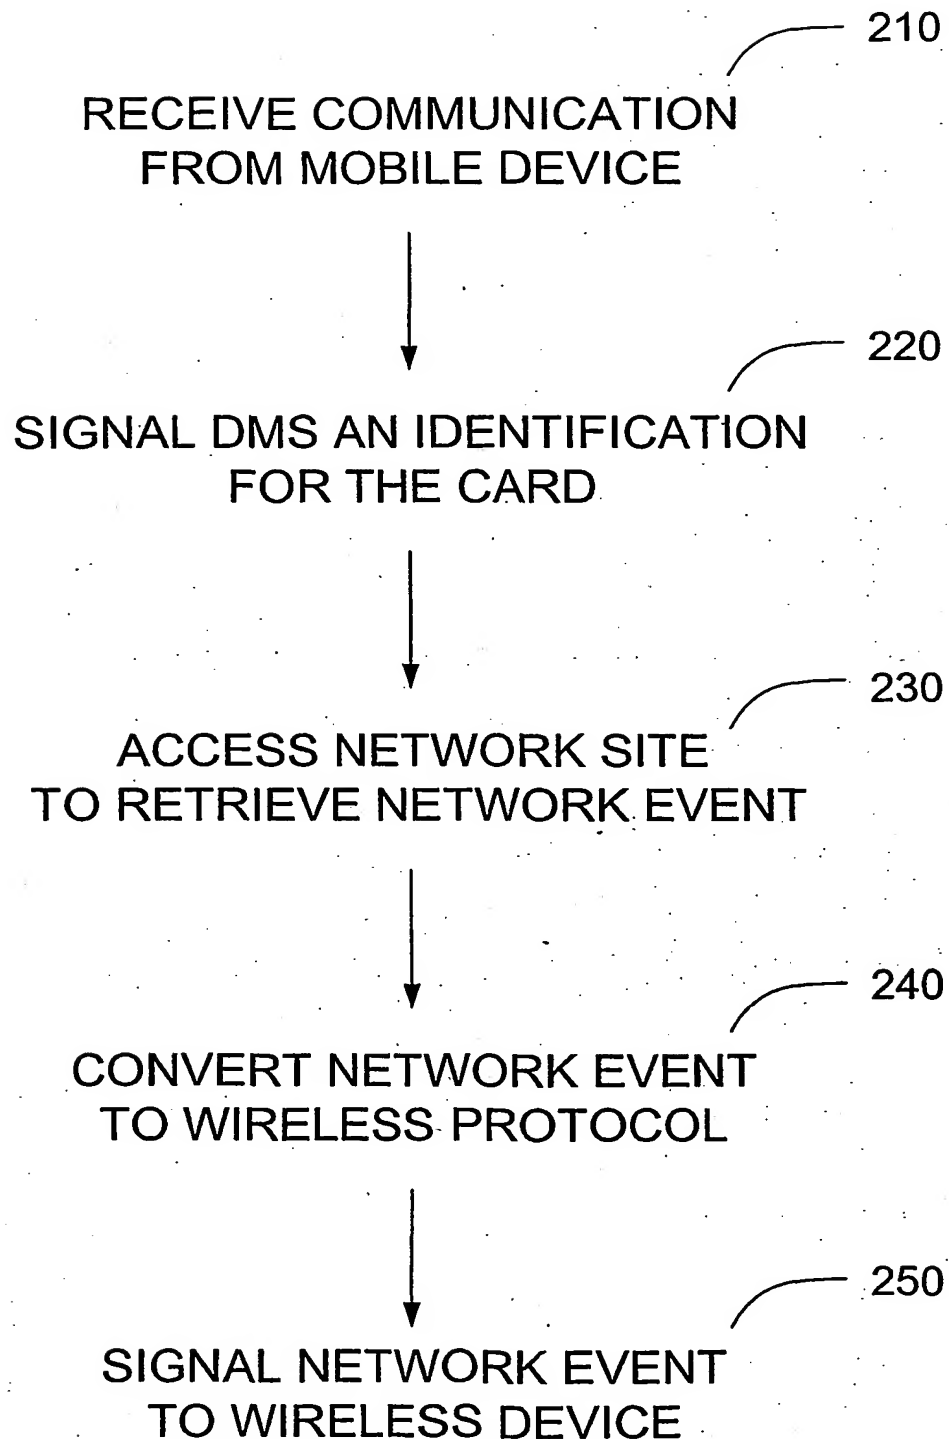 210
RECEIVE COMMUNICATION
FROM MOBILE DEVICE
220
SIGNAL DMS AN IDENTIFICATION
FOR THE CARD
230
ACCESS NETWORK SITE
TO RETRIEVE NETWORK EVENT
240
CONVERT NETWORK EVENT
TO WIRELESS PROTOCOL
250
SIGNAL NETWORK EVENT
TO WIRELESS DEVICE